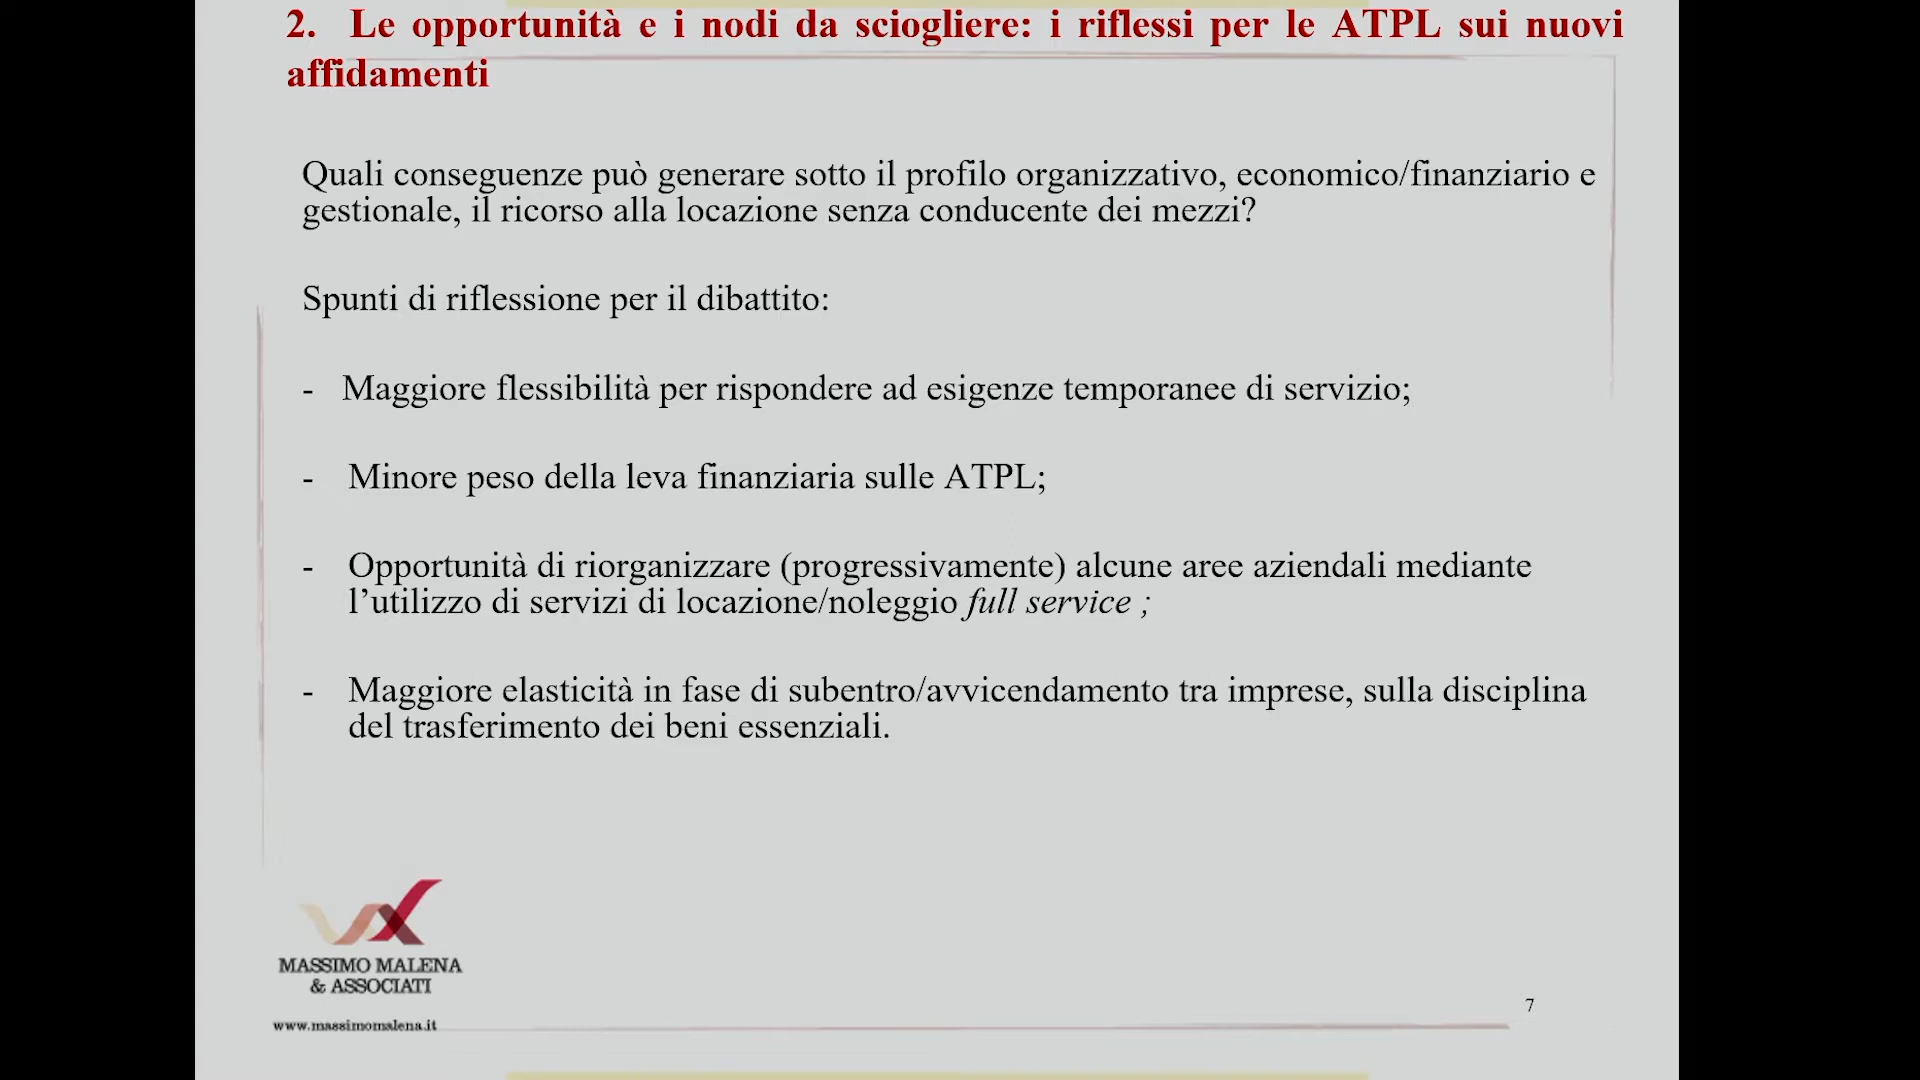 2. Le opportunità e i nodi da sciogliere: i riflessi per le ATPL sui nuovi
affidamenti
Quali conseguenze può generare sotto il profilo organizzativo, economico/finanziario e
gestionale, il ricorso alla locazione senza conducente dei mezzi?
Spunti di riflessione per il dibattito:
- Maggiore flessibilità per rispondere ad esigenze temporanee di servizio;
- Minore peso della leva finanziaria sulle ATPL;
- Opportunità di riorganizzare (progressivamente) alcune aree aziendali mediante
l’utilizzo di servizi di locazione/noleggio full service ;
- Maggiore elasticità in fase di subentro/avvicendamento tra imprese, sulla disciplina
del trasferimento dei beni essenziali.
MASSIMO MALENA
& ASSOCIATI
www.massimomalena.it
7